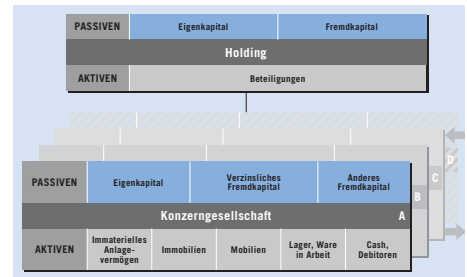 PASSIVEN Eigenkapital Fremdkapital
Holding
AKTIVEN Beteiligungen
D
C
B
PASSIVEN Eigenkapital Verzinsliches Fremdkapital Anderes Fremdkapital
Konzerngesellschaft A
AKTIVEN Immaterielles Anlage- vermögen Immobilien Mobilien Lager, Ware in Arbeit Cash, Debitoren